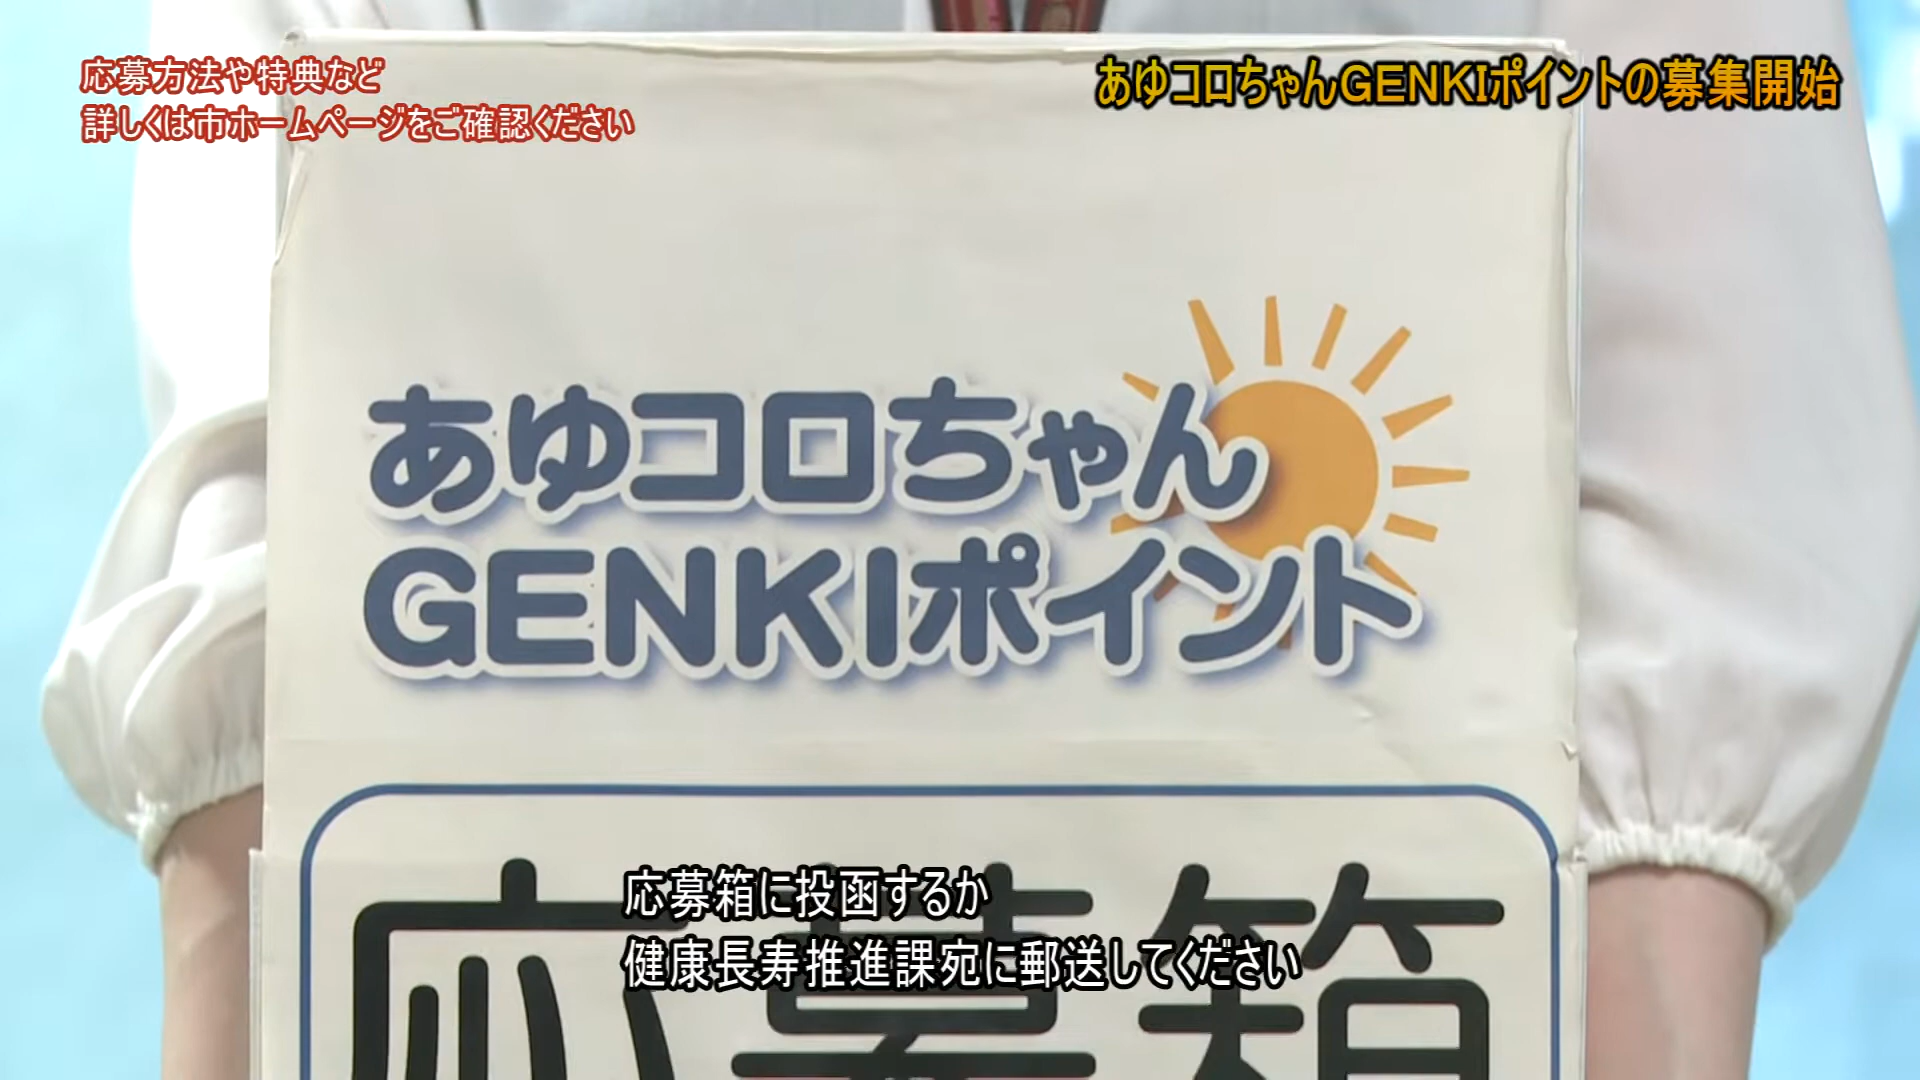 応募方法や特典など
詳しくは市ホームページをご確認ください
あゆコロちゃんGENKIポイントの募集開始
あゆコロちゃん
GENKIポイント
応募箱
応募箱に投函するか
健康長寿推進課宛に郵送してください